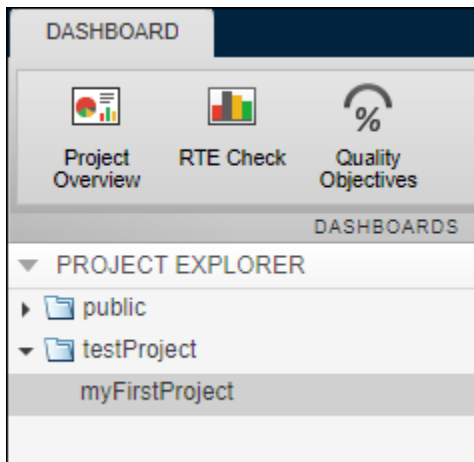 DASHBOARD
%
Project
Overview
RTE Check
Quality
Objectives
DASHBOARDS
PROJECT EXPLORER
public
testProject
myFirstProject